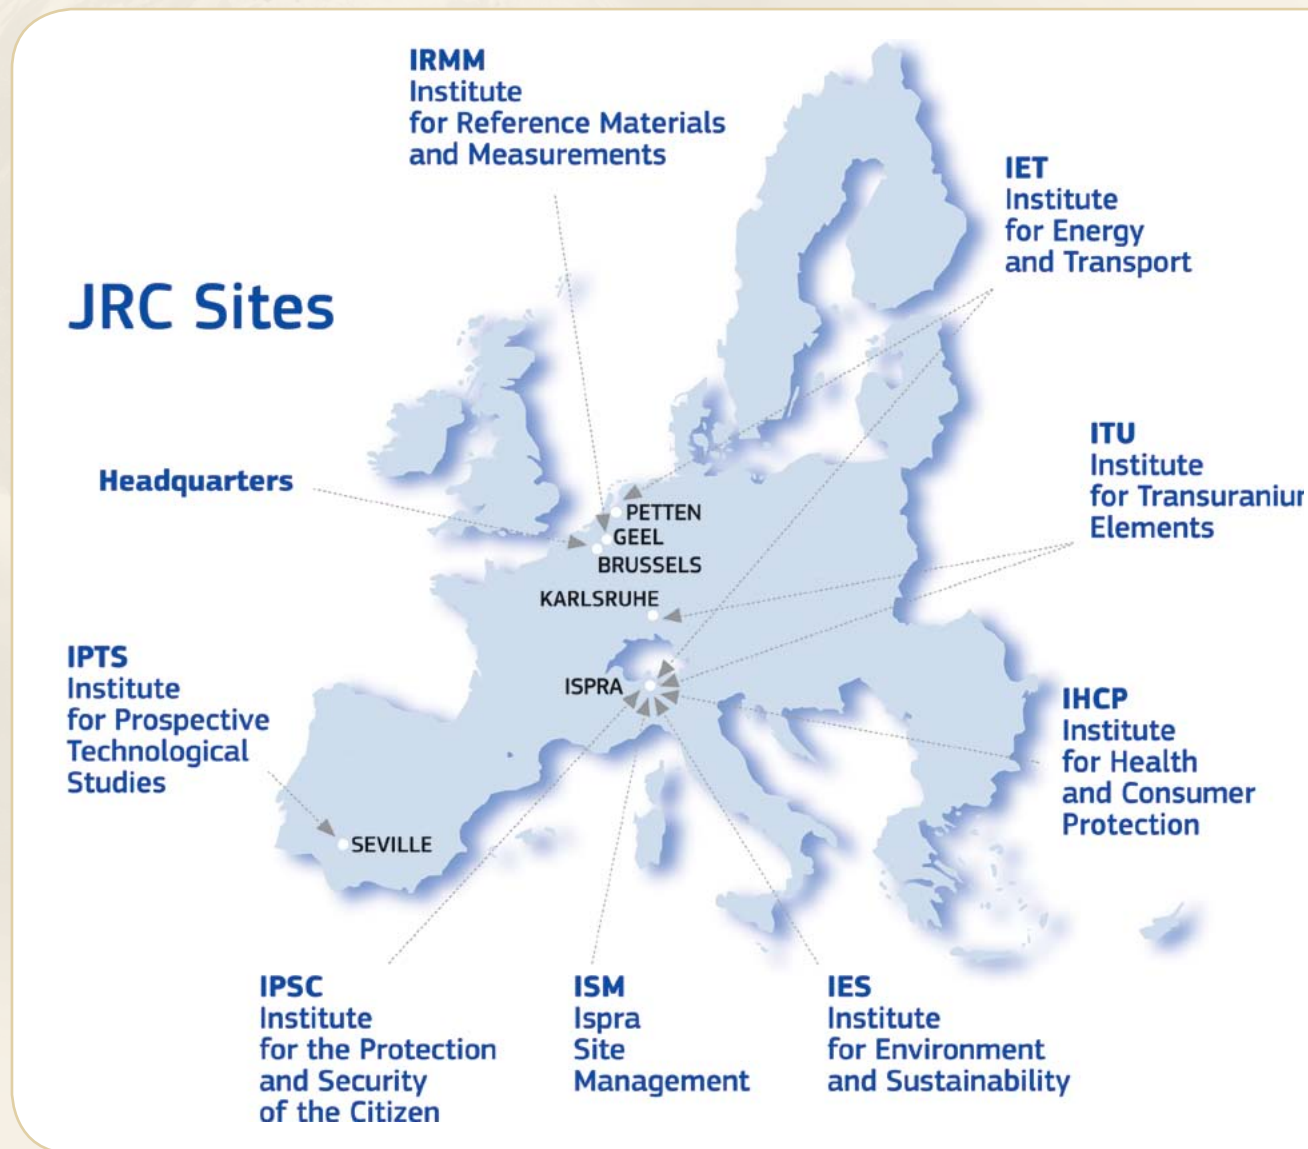 IRMM
Institute
for Reference Materials
and Measurements
IET
Institute
for Energy
and Transport
JRC Sites
ITU
Institute
for
Elements
Headquarters
PETTEN
GEEL
BRUSSELS
KARLSRUHE
ISPRA
SEVILLE
IPTS
Institute
for Prospective
Technological
Studies
IHCP
Institute
for Health
and Consumer
Protection
IPSC
Institute
for the Protection
and Security
of the Citizen
ISM
Ispra
Site
Management
IES
Institute
for Environment
and Sustainability